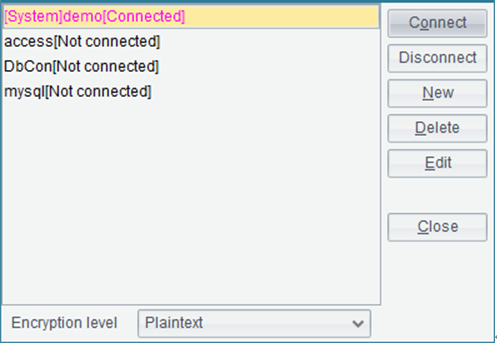 [System]demo[Connected]
access[Not connected]
DbCon[Not connected]
mysql[Not connected]
Connect
Disconnect
New
Delete
Edit
Close
Encryption level
Plaintext